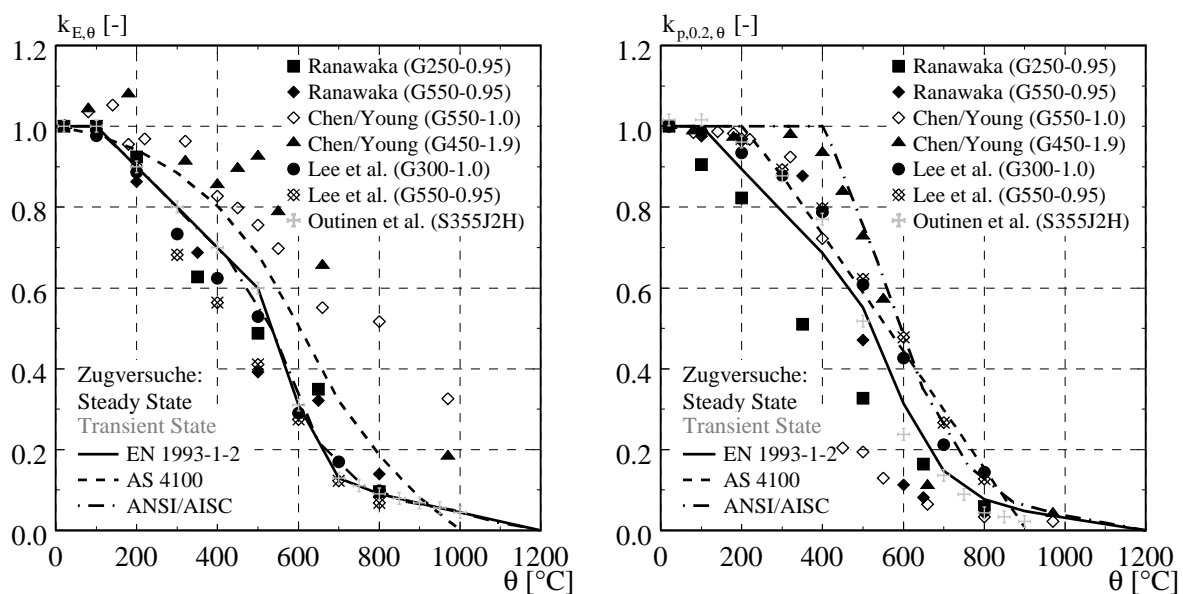 k_{E,θ} [-]
1.2
1.0
0.8
0.6
0.4
0.2
0.0
Ranawaka (G250-0.95)
Ranawaka (G550-0.95)
Chen/Young (G550-1.0)
Chen/Young (G450-1.9)
Lee et al. (G300-1.0)
Lee et al. (G550-0.95)
Outinen et al. (S355J2H)
Zugversuche:
Steady State
Transient State
EN 1993-1-2
AS 4100
ANSI/AISC
0 200 400 600 800 1000 1200
θ [°C]
k_{p,0.2,θ} [-]
1.2
1.0
0.8
0.6
0.4
0.2
0.0
Ranawaka (G250-0.95)
Ranawaka (G550-0.95)
Chen/Young (G550-1.0)
Chen/Young (G450-1.9)
Lee et al. (G300-1.0)
Lee et al. (G550-0.95)
Outinen et al. (S355J2H)
Zugversuche:
Steady State
Transient State
EN 1993-1-2
AS 4100
ANSI/AISC
0 200 400 600 800 1000 1200
θ [°C]